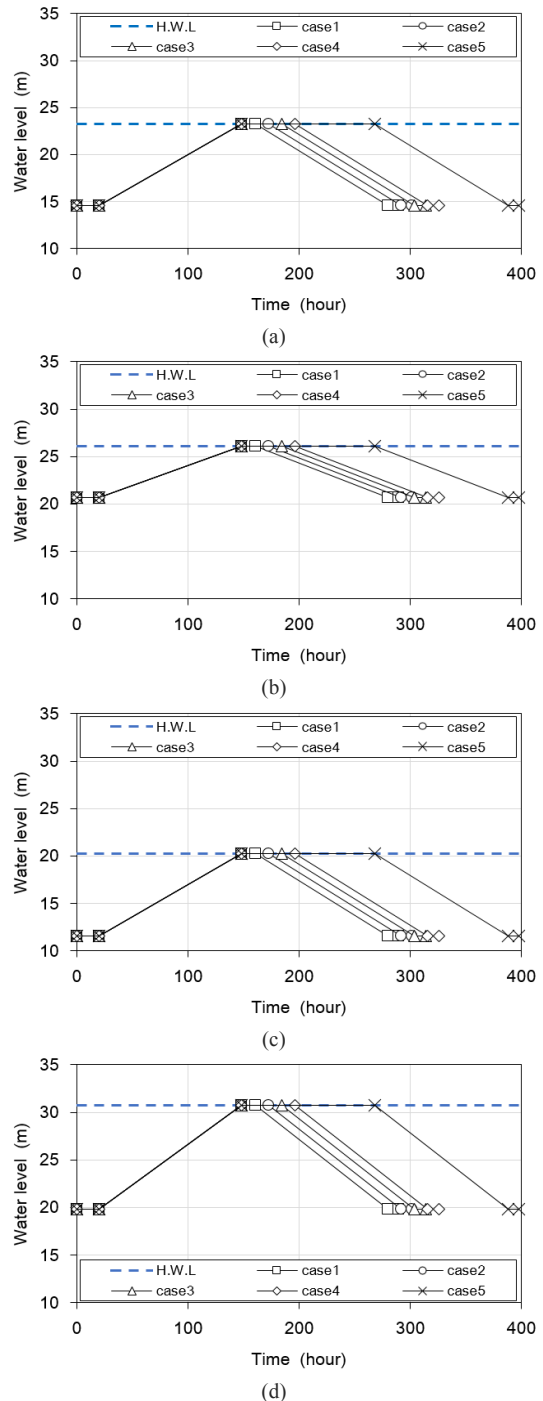 35
H.W.L case1 case2
30
case3 case4 case5
25
20
15
10
Water level (m)
0 100 200 300 400
Time (hour)
(a)
35
H.W.L case1 case2
30
case3 case4 case5
25
20
15
10
Water level (m)
0 100 200 300 400
Time (hour)
(b)
35
H.W.L case1 case2
30
case3 case4 case5
25
20
15
10
Water level (m)
0 100 200 300 400
Time (hour)
(c)
35
30
25
20
15
H.W.L case1 case2
case3 case4 case5
10
Water level (m)
0 100 200 300 400
Time (hour)
(d)